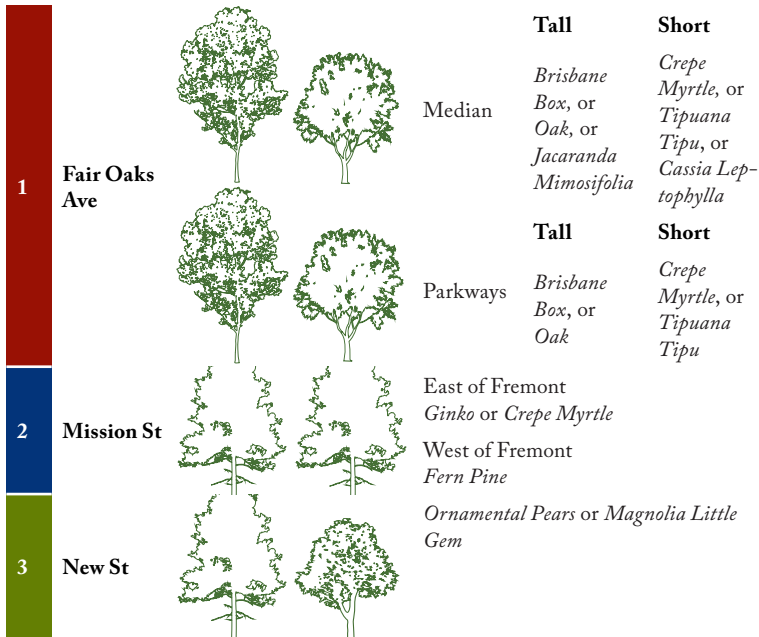 1
Fair Oaks
Ave
Median
Tall
Brisbane
Box, or
Oak, or
Jacaranda
Mimosifolia
Short
Crepe
Myrtle, or
Tipuana
Tipu, or
Cassia Lep-
tophylla
Parkways
Tall
Brisbane
Box, or
Oak
Short
Crepe
Myrtle, or
Tipuana
Tipu
2
Mission St
East of Fremont
Ginko or Crepe Myrtle
West of Fremont
Fern Pine
3
New St
Ornamental Pears or Magnolia Little
Gem